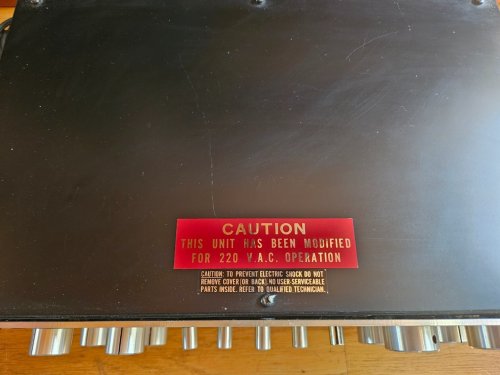 CAUTION
THIS UNIT HAS BEEN MODIFIED
FOR 220 V.A.C. OPERATION
CAUTION: TO PREVENT ELECTRIC SHOCK DO NOT
REMOVE COVER (OR BACK). NO USER-SERVICEABLE
PARTS INSIDE. REFER TO QUALIFIED TECHNICIAN.